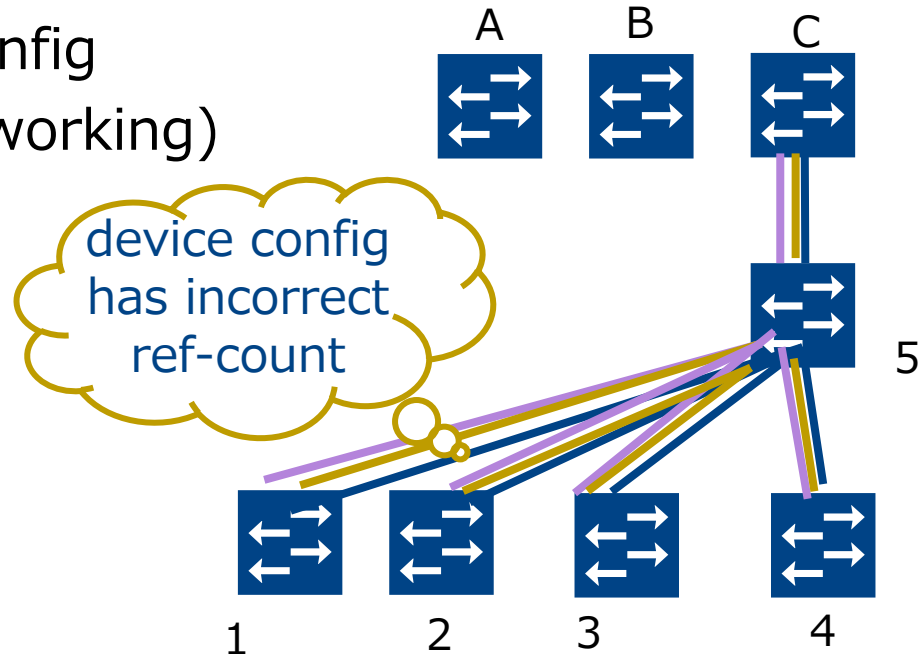 nfig
working)
A
B
C
device config
has incorrect
ref-count
5
1
2
3
4